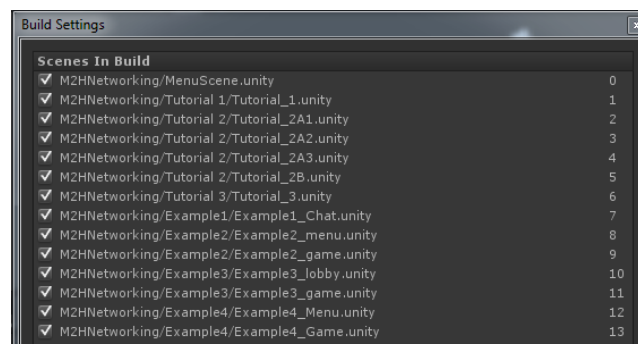 Build Settings
Scenes In Build
M2HNetworking/MenuScene.unity 0
M2HNetworking/Tutorial 1/Tutorial_1.unity 1
M2HNetworking/Tutorial 2/Tutorial_2A1.unity 2
M2HNetworking/Tutorial 2/Tutorial_2A2.unity 3
M2HNetworking/Tutorial 2/Tutorial_2A3.unity 4
M2HNetworking/Tutorial 2/Tutorial_2B.unity 5
M2HNetworking/Tutorial 3/Tutorial_3.unity 6
M2HNetworking/Example1/Example1_Chat.unity 7
M2HNetworking/Example2/Example2_menu.unity 8
M2HNetworking/Example2/Example2_game.unity 9
M2HNetworking/Example3/Example3_lobby.unity 10
M2HNetworking/Example3/Example3_game.unity 11
M2HNetworking/Example4/Example4_Menu.unity 12
M2HNetworking/Example4/Example4_Game.unity 13